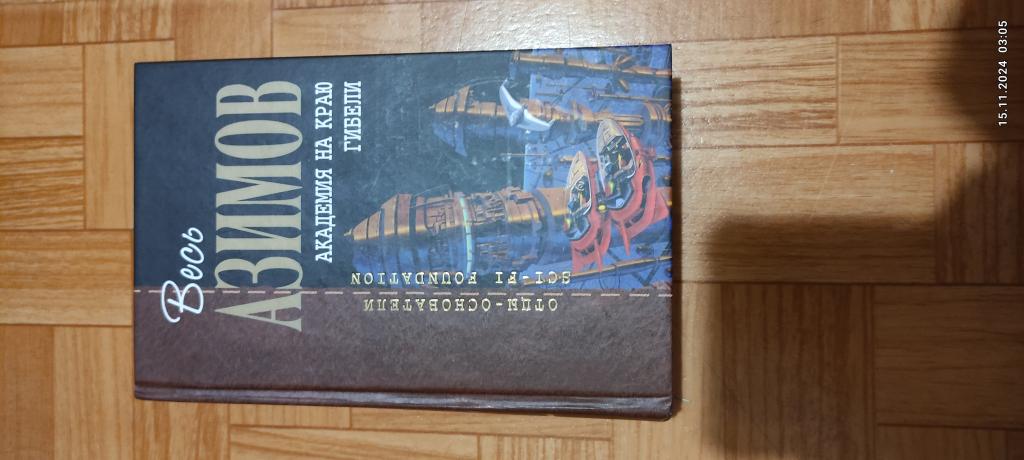 Весь
АЗИМОВ
АКАДЕМИЯ НА КРАЮ
ГИБЕЛИ
ОТЦЫ-ОСНОВАТЕЛИ
SCI-FI FOUNDATION
15.11.2024 03:05